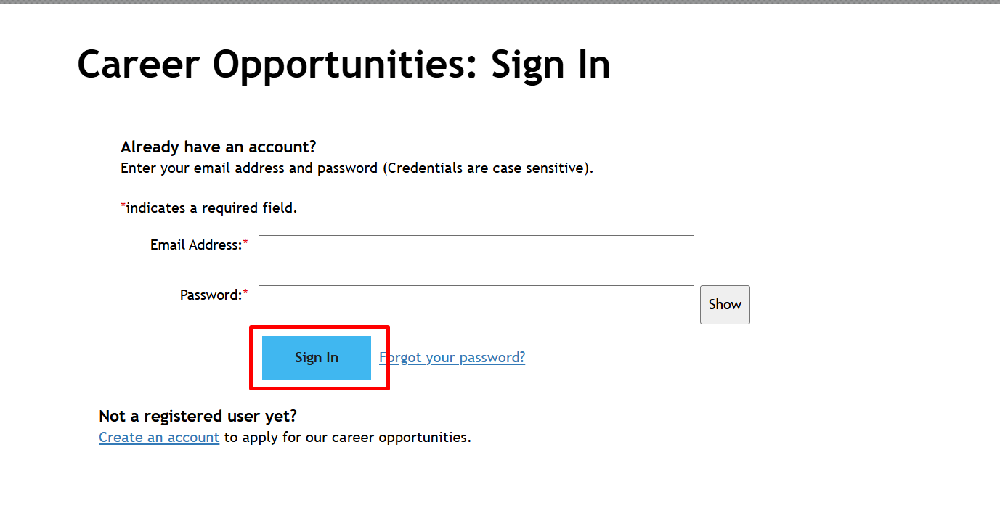 Career Opportunities: Sign In
Already have an account?
Enter your email address and password (Credentials are case sensitive).
*indicates a required field.
Email Address:*
Password:*
Show
Sign In
Forgot your password?
Not a registered user yet?
Create an account to apply for our career opportunities.